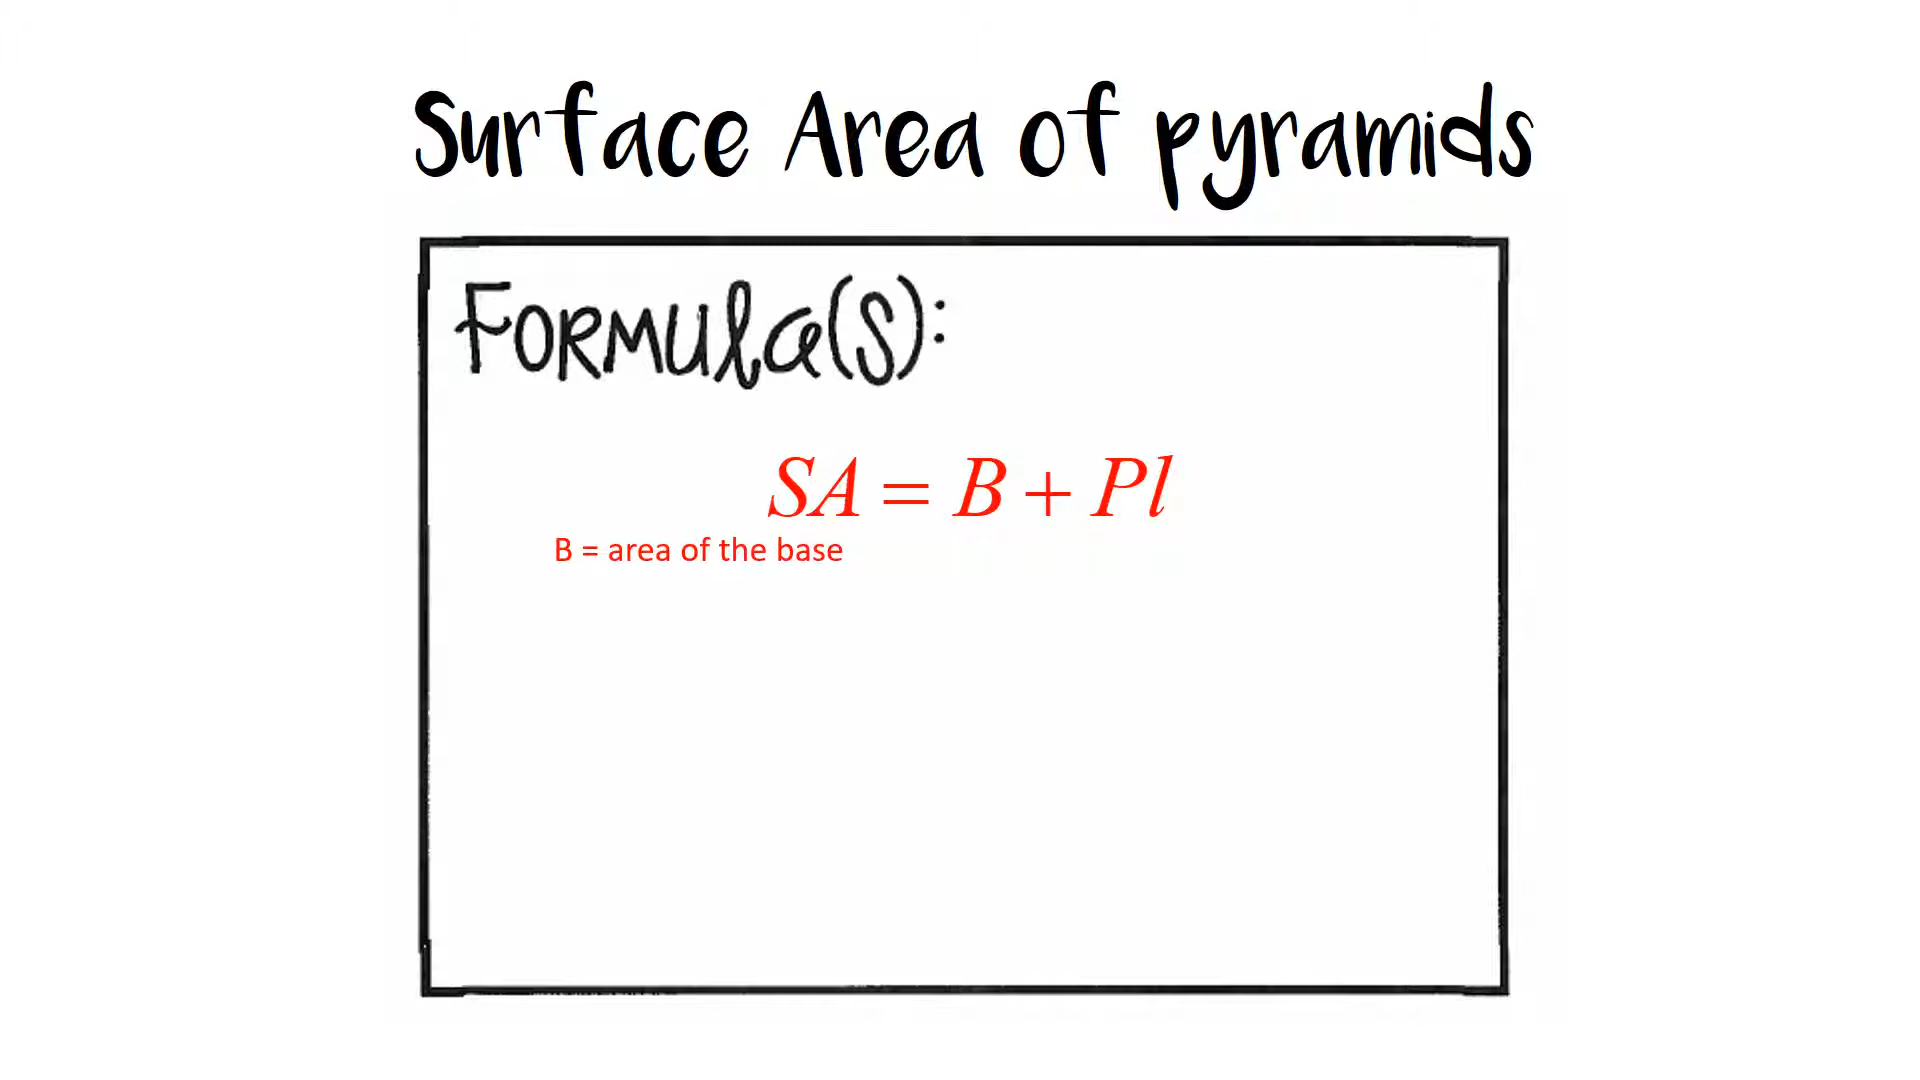 Surface Area of pyramids
Formula(s):
SA = B + Pl
B = area of the base